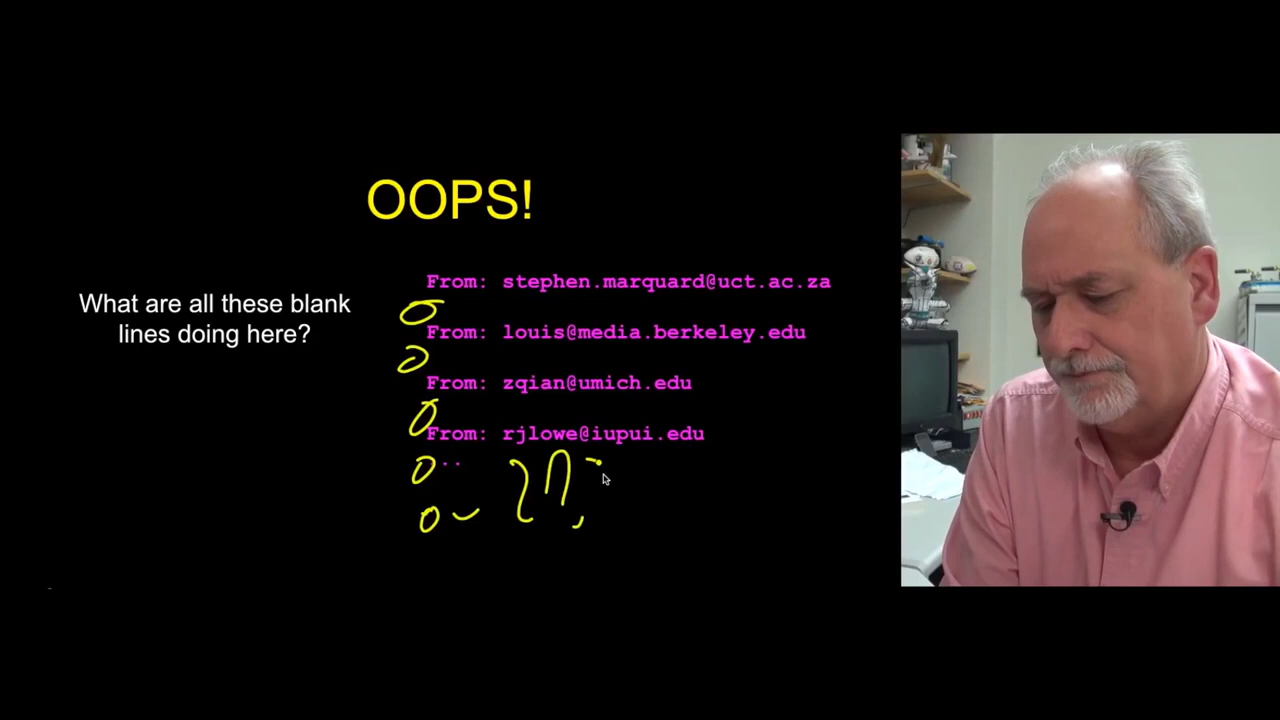 OOPS!
What are all these blank
lines doing here?
From: stephen.marquard@uct.ac.za
From: louis@media.berkeley.edu
From: zqian@umich.edu
From: rjlowe@iupui.edu
..